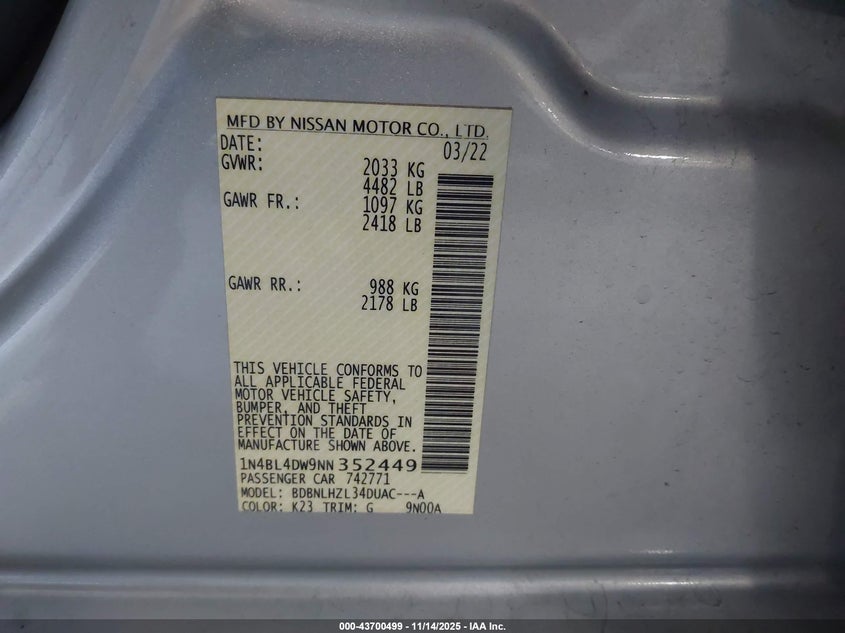 MFD BY NISSAN MOTOR CO., LTD.
DATE: 03/22
GVWR: 2033 KG
4482 LB
GAWR FR.: 1097 KG
2418 LB
GAWR RR.: 988 KG
2178 LB
THIS VEHICLE CONFORMS TO
ALL APPLICABLE FEDERAL
MOTOR VEHICLE SAFETY,
BUMPER, AND THEFT
PREVENTION STANDARDS IN
EFFECT ON THE DATE OF
MANUFACTURE SHOWN ABOVE.
1N4BL4DW9NN352449
PASSENGER CAR 742771
MODEL: BDBNLHZL34DUAC---A
COLOR: K23 TRIM: G 9N00A
000-43700499 - 11/14/2025 - IAA Inc.